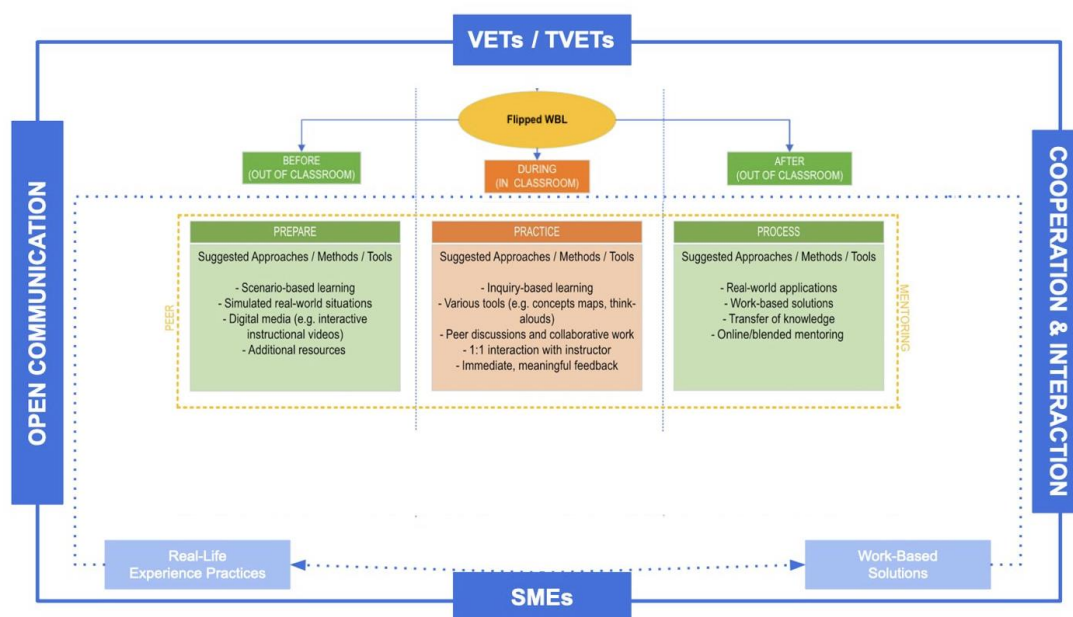 VETs / TVETs
Flipped WBL
BEFORE
(OUT OF CLASSROOM)
DURING
(IN CLASSROOM)
AFTER
(OUT OF CLASSROOM)
OPEN COMMUNICATION
COOPERATION & INTERACTION
PEER
MENTORING
PREPARE
Suggested Approaches / Methods / Tools
- Scenario-based learning
- Simulated real-world situations
- Digital media (e.g. interactive
instructional videos)
- Additional resources
PRACTICE
Suggested Approaches / Methods / Tools
- Inquiry-based learning
- Various tools (e.g. concepts maps, think-
alouds)
- Peer discussions and collaborative work
- 1:1 interaction with instructor
- Immediate, meaningful feedback
PROCESS
Suggested Approaches / Methods / Tools
- Real-world applications
- Work-based solutions
- Transfer of knowledge
- Online/blended mentoring
Real-Life
Experience Practices
Work-Based
Solutions
SMEs